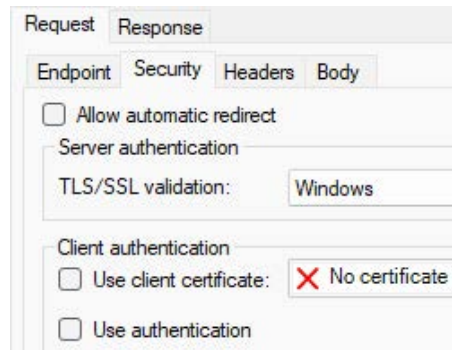 Request Response
Endpoint Security Headers Body
Allow automatic redirect
Server authentication
TLS/SSL validation: Windows
Client authentication
Use client certificate: No certificate
Use authentication